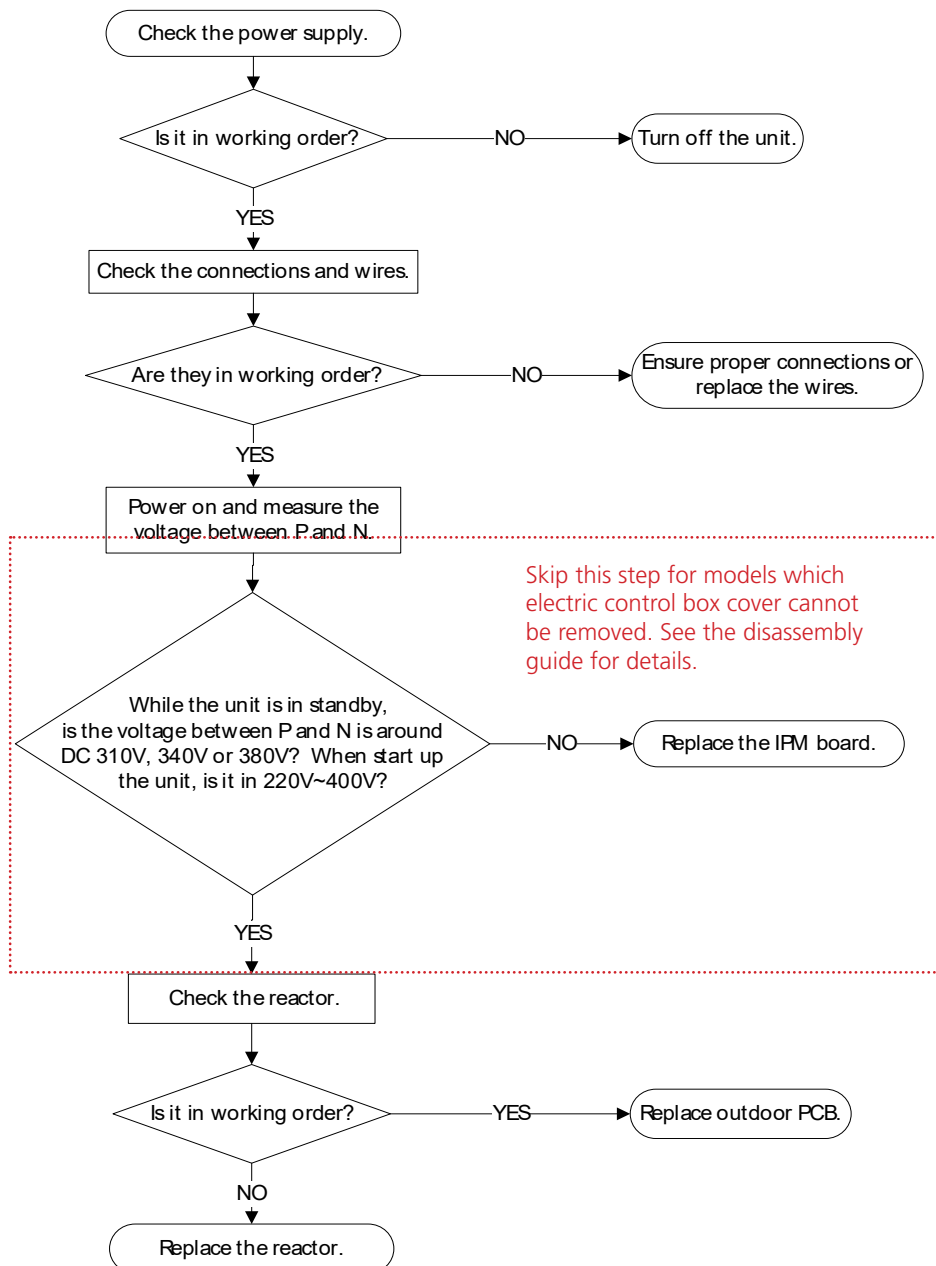 Check the power supply.
Is it in working order?
NO
Turn off the unit.
YES
Check the connections and wires.
Are they in working order?
NO
Ensure proper connections or
replace the wires.
YES
Power on and measure the
voltage between P and N.
Skip this step for models which
electric control box cover cannot
be removed. See the disassembly
guide for details.
While the unit is in standby,
is the voltage between P and N is around
DC 310V, 340V or 380V? When start up
the unit, is it in 220V~400V?
NO
Replace the IPM board.
YES
Check the reactor.
Is it in working order?
YES
Replace outdoor PCB.
NO
Replace the reactor.